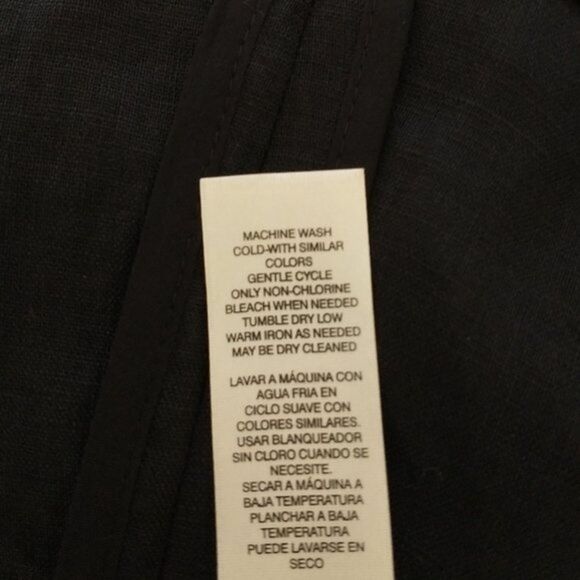 MACHINE WASH
COLD-WITH SIMILAR
COLORS
GENTLE CYCLE
ONLY NON-CHLORINE
BLEACH WHEN NEEDED
TUMBLE DRY LOW
WARM IRON AS NEEDED
MAY BE DRY CLEANED
LAVAR A MÁQUINA CON
AGUA FRIA EN
CICLO SUAVE CON
COLORES SIMILARES.
USAR BLANQUEADOR
SIN CLORO CUANDO SE
NECESITE.
SECAR A MÁQUINA A
BAJA TEMPERATURA
PLANCHAR A BAJA
TEMPERATURA
PUEDE LAVARSE EN
SECO